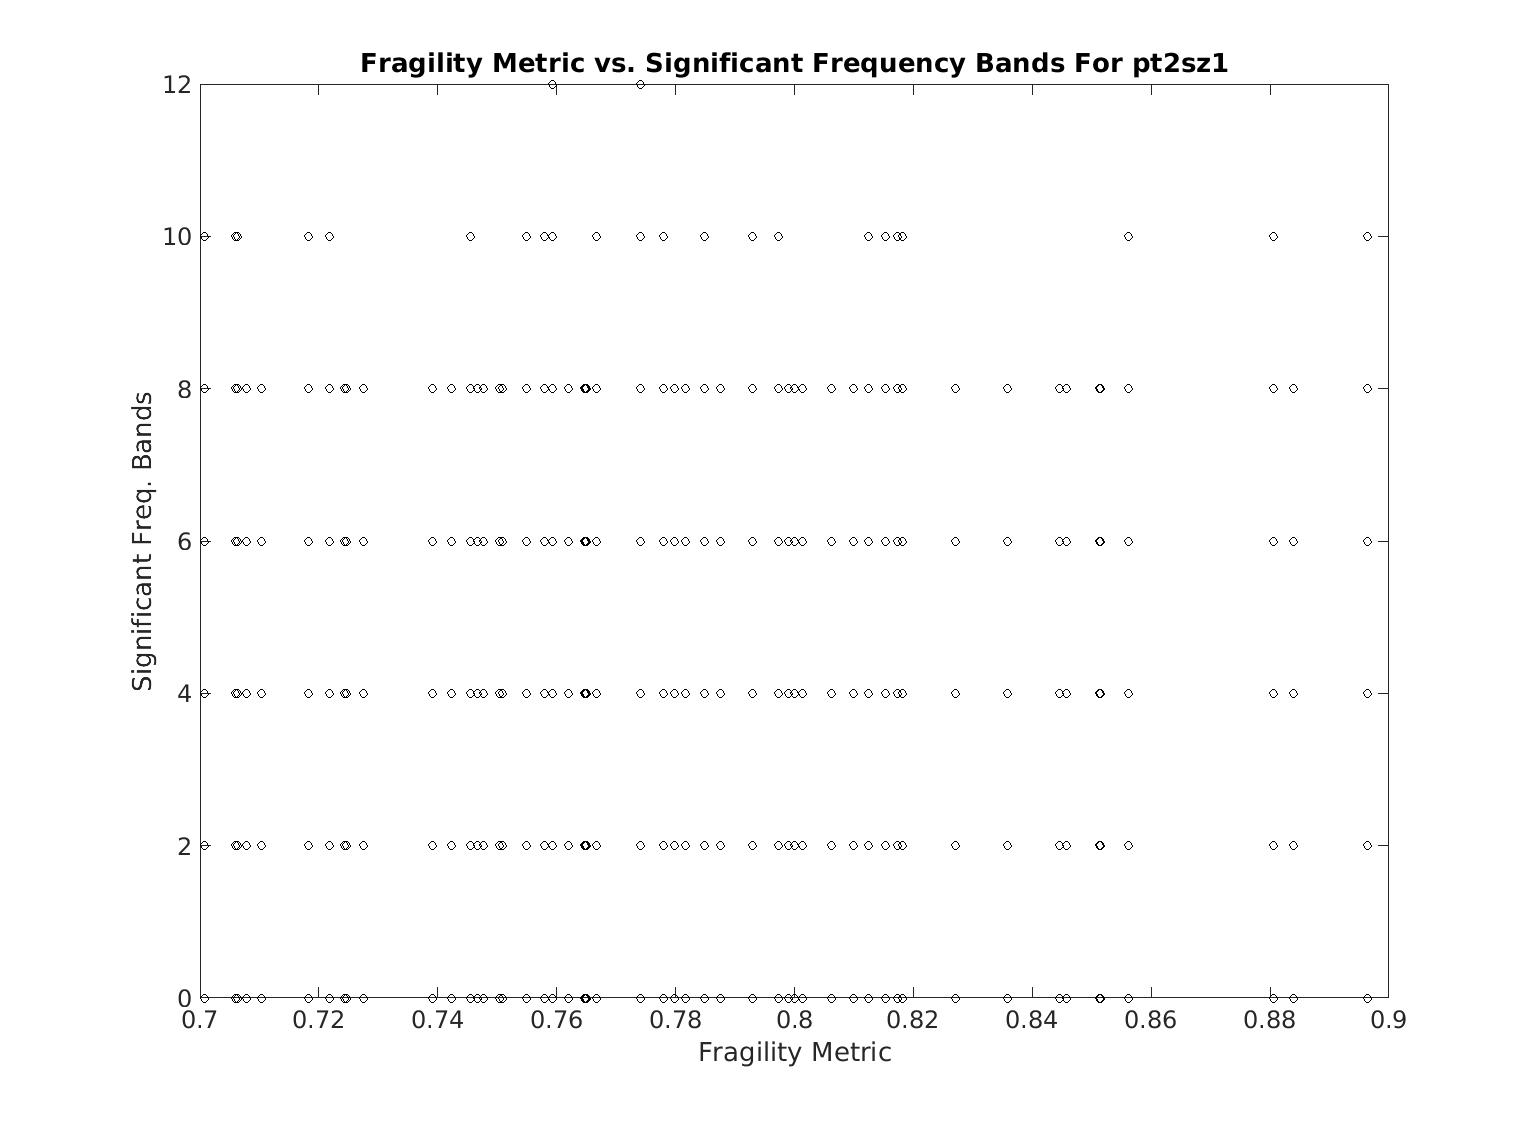 Fragility Metric vs. Significant Frequency Bands For pt2sz1
12
10
8
6
4
2
0
Significant Freq. Bands
0.7 0.72 0.74 0.76 0.78 0.8 0.82 0.84 0.86 0.88 0.9
Fragility Metric